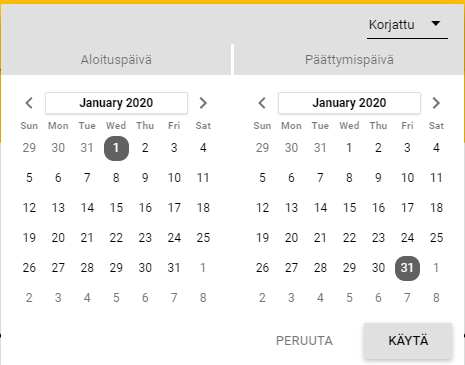 Korjattu
Aloituspäivä Päättymispäivä
January 2020 January 2020
Sun Mon Tue Wed Thu Fri Sat Sun Mon Tue Wed Thu Fri Sat
29 30 31 1 2 3 4 29 30 31 1 2 3 4
5 6 7 8 9 10 11 5 6 7 8 9 10 11
12 13 14 15 16 17 18 12 13 14 15 16 17 18
19 20 21 22 23 24 25 19 20 21 22 23 24 25
26 27 28 29 30 31 1 26 27 28 29 30 31 1
2 3 4 5 6 7 8 2 3 4 5 6 7 8
PERUUTA KÄYTÄ